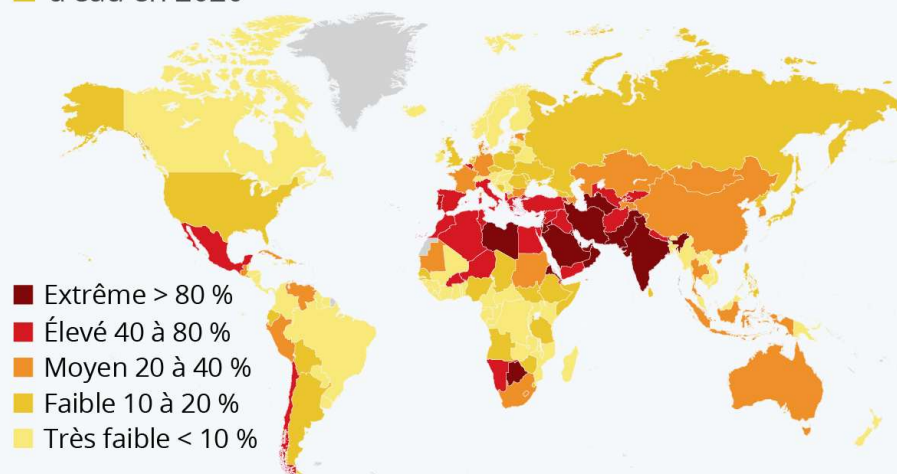 Extrême > 80 %
Élevé 40 à 80 %
Moyen 20 à 40 %
Faible 10 à 20 %
Très faible < 10 %